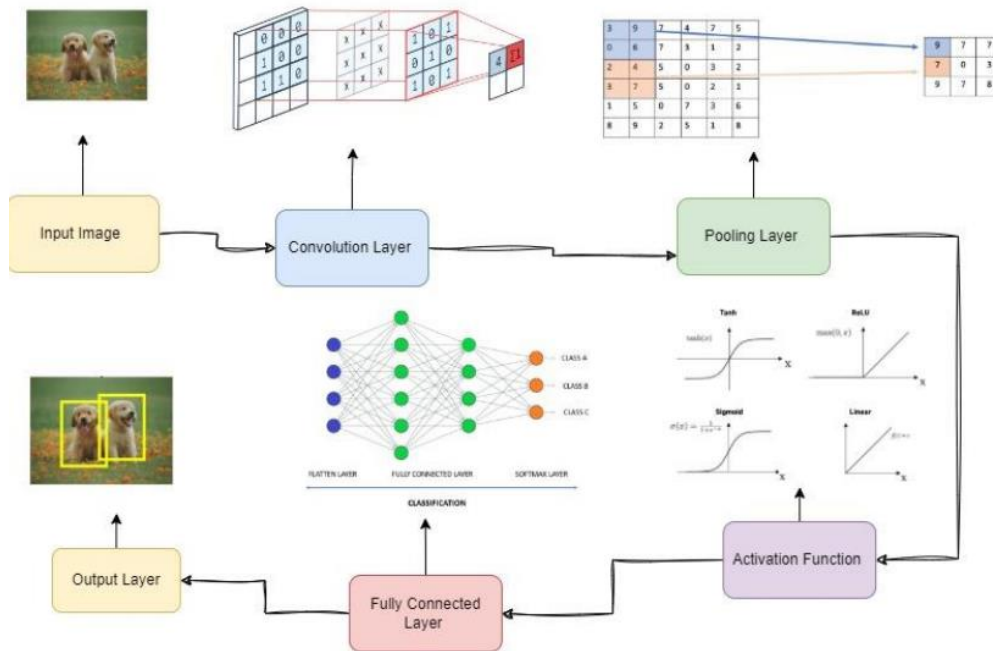 0 0 0
1 0 0
1 1 0
x x x
x x x
x x x
1 0 1
0 1 0
1 0 1
4
3 9 7 4 7 5
0 6 7 3 1 2
2 4 5 0 3 2
8 7 5 0 2 1
1 5 0 7 3 6
8 9 2 5 1 8
9 7 7
7 0 3
9 7 8
Input Image
Convolution Layer
Pooling Layer
Tanh
tanh(x)
X
ReLU
max(0, x)
X
Sigmoid
X
Linear
X
CLASS A
CLASS B
CLASS C
FLATTEN LAYER
FULLY CONNECTED LAYER
SOFTMAX LAYER
CLASSIFICATION
Output Layer
Fully Connected
Layer
Activation Function